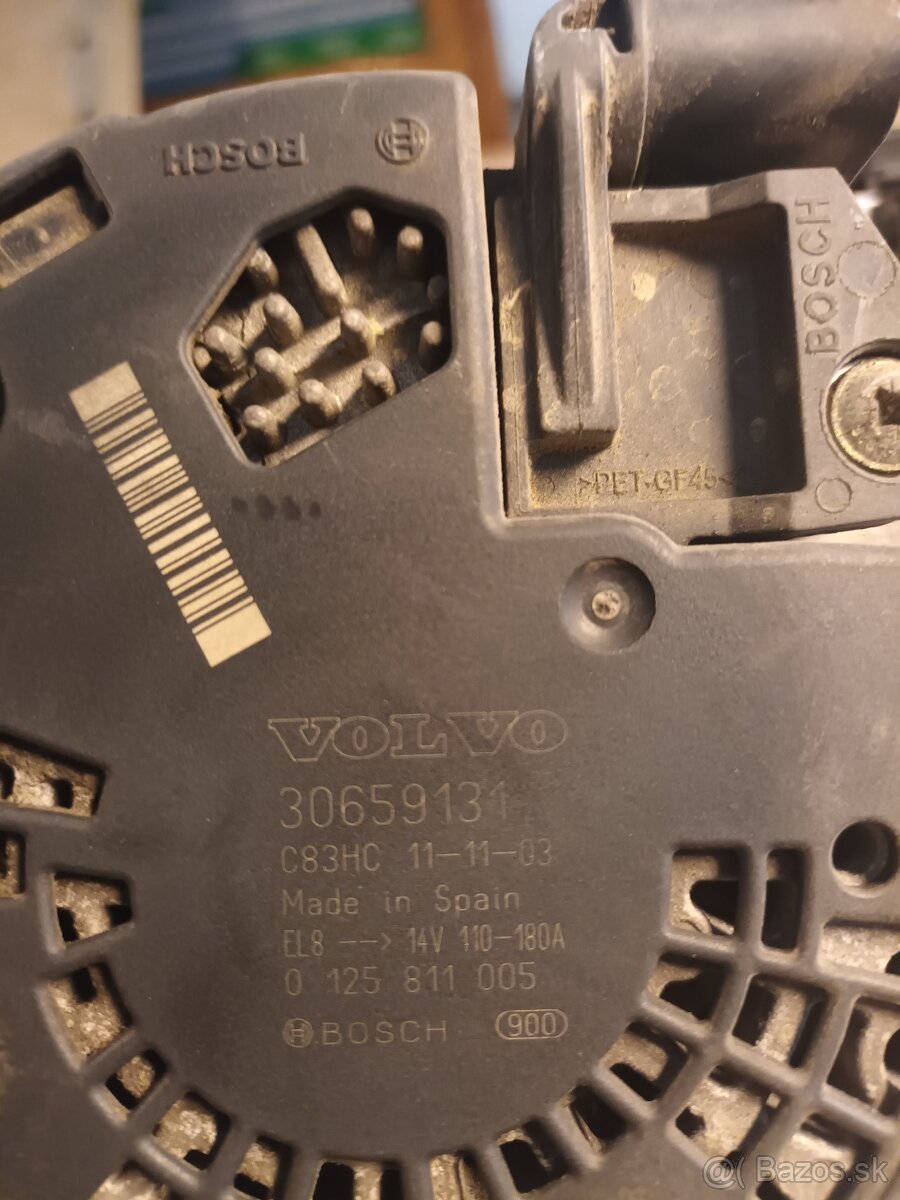 BOSCH
BOSCH
>PET-GF45<
VOLVO
30659131
C83HC 11-11-03
Made in Spain
EL8 --> 14V 110-180A
0 125 811 005
BOSCH 900
@ Bazos.sk